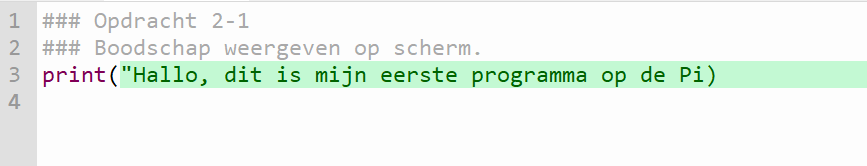 1 ### Opdracht 2-1
2 ### Boodschap weergeven op scherm.
3 print("Hallo, dit is mijn eerste programma op de Pi)
4